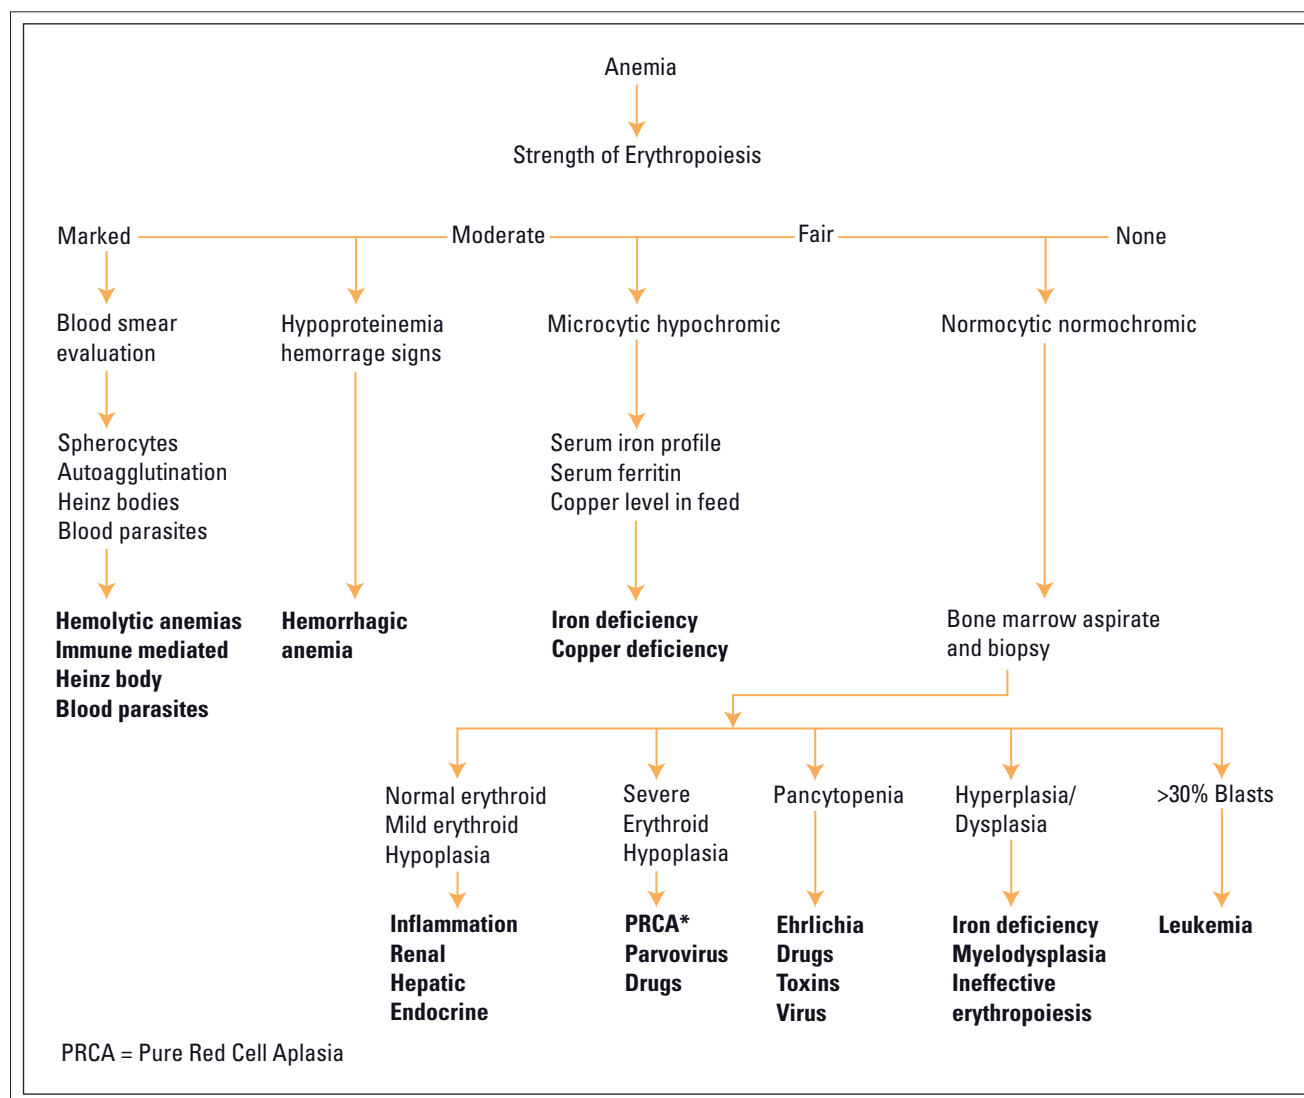 Anemia
Strength of Erythropoiesis
Marked
Moderate
Fair
None
Blood smear
evaluation
Hypoproteinemia
hemorrage signs
Microcytic hypochromic
Normocytic normochromic
Spherocytes
Autoagglutination
Heinz bodies
Blood parasites
Serum iron profile
Serum ferritin
Copper level in feed
Hemolytic anemias
Immune mediated
Heinz body
Blood parasites
Hemorrhagic
anemia
Iron deficiency
Copper deficiency
Bone marrow aspirate
and biopsy
Normal erythroid
Mild erythroid
Hypoplasia
Severe
Erythroid
Hypoplasia
Pancytopenia
Hyperplasia/
Dysplasia
>30% Blasts
Inflammation
Renal
Hepatic
Endocrine
PRCA*
Parvovirus
Drugs
Ehrlichia
Drugs
Toxins
Virus
Iron deficiency
Myelodysplasia
Ineffective
erythropoiesis
Leukemia
PRCA = Pure Red Cell Aplasia